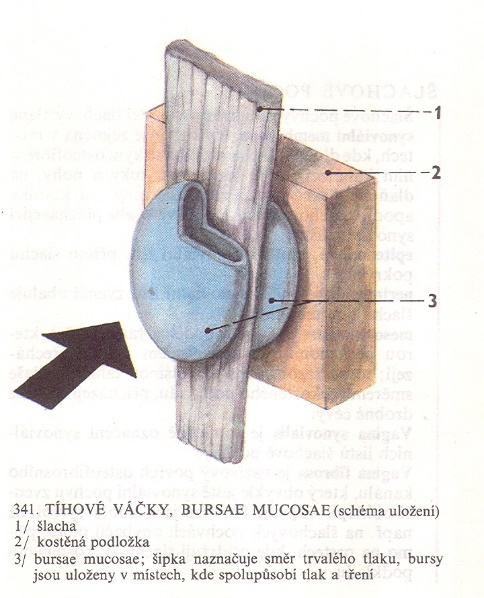 1
2
3
341. TÍHOVÉ VÁČKY, BURSAE MUCOSAE (schéma uložení)
1/ šlacha
2/ kostěná podložka
3/ bursae mucosae; šipka naznačuje směr trvalého tlaku, bursy
jsou uloženy v místech, kde spolupůsobí tlak a tření